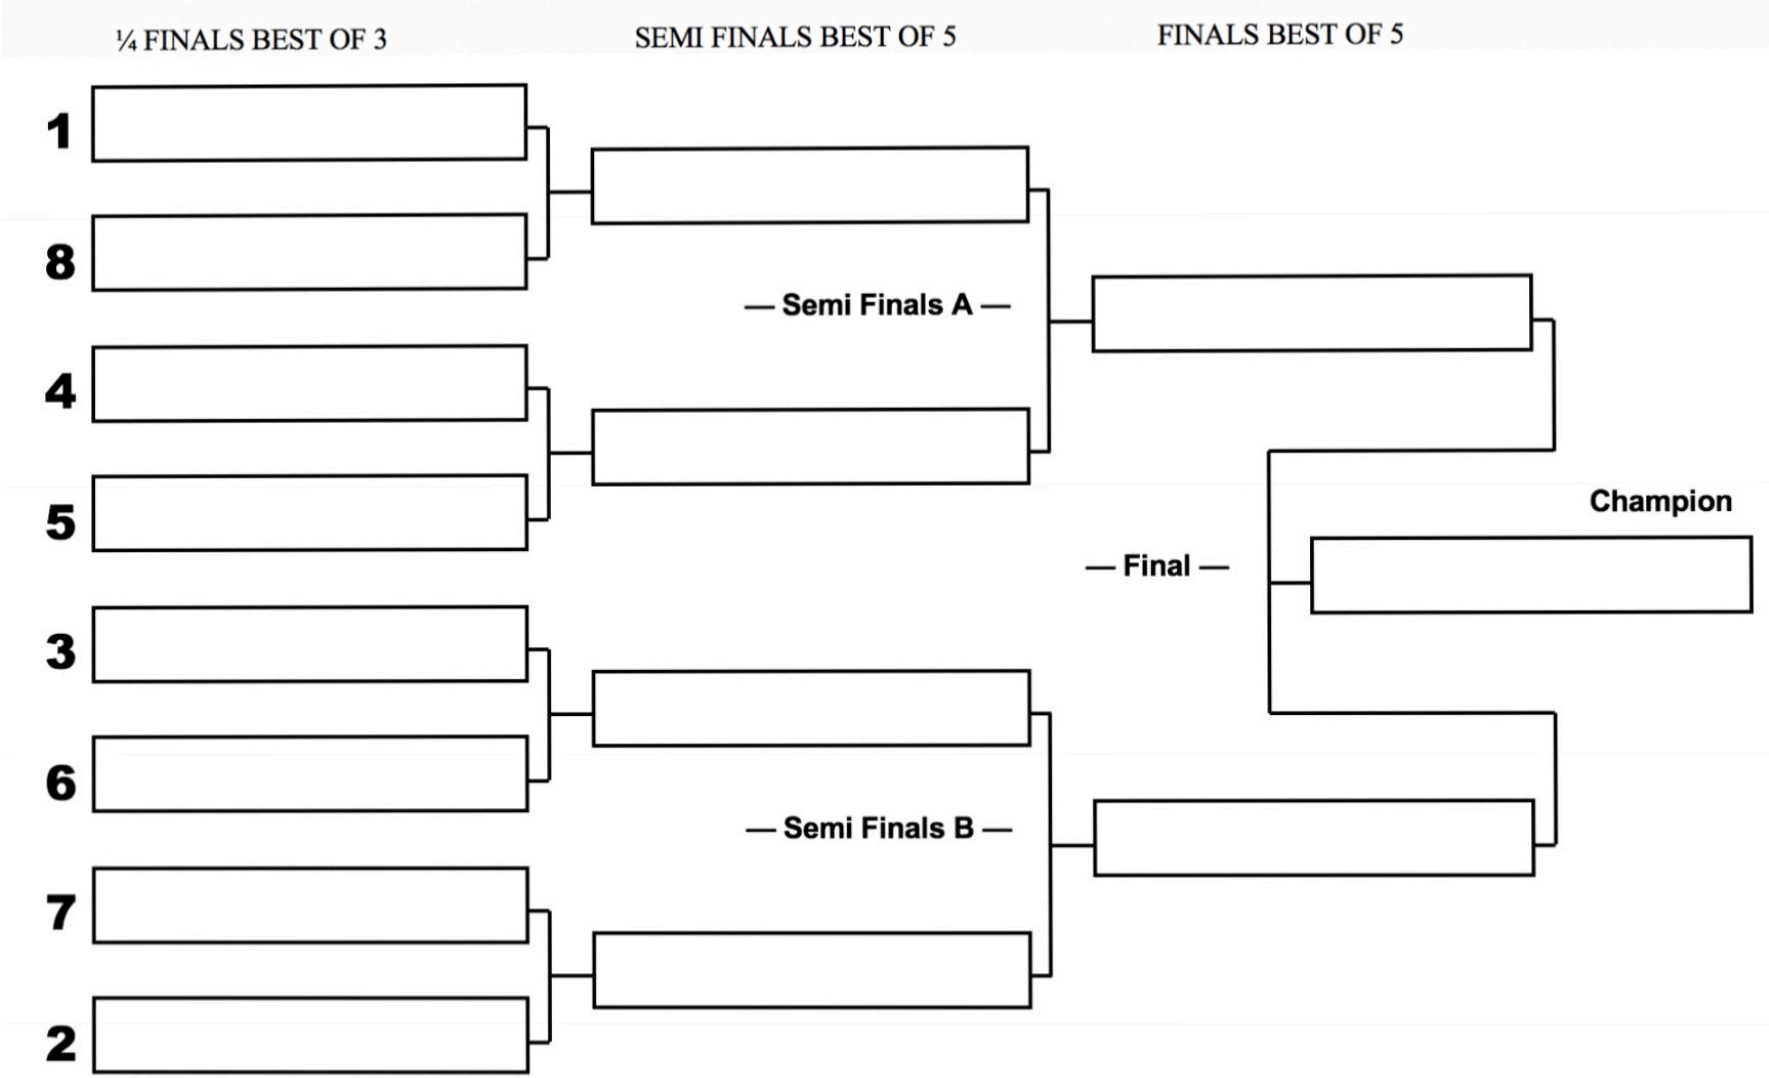 ¼ FINALS BEST OF 3
SEMI FINALS BEST OF 5
FINALS BEST OF 5
1
8
— Semi Finals A —
4
5
Champion
— Final —
3
6
— Semi Finals B —
7
2